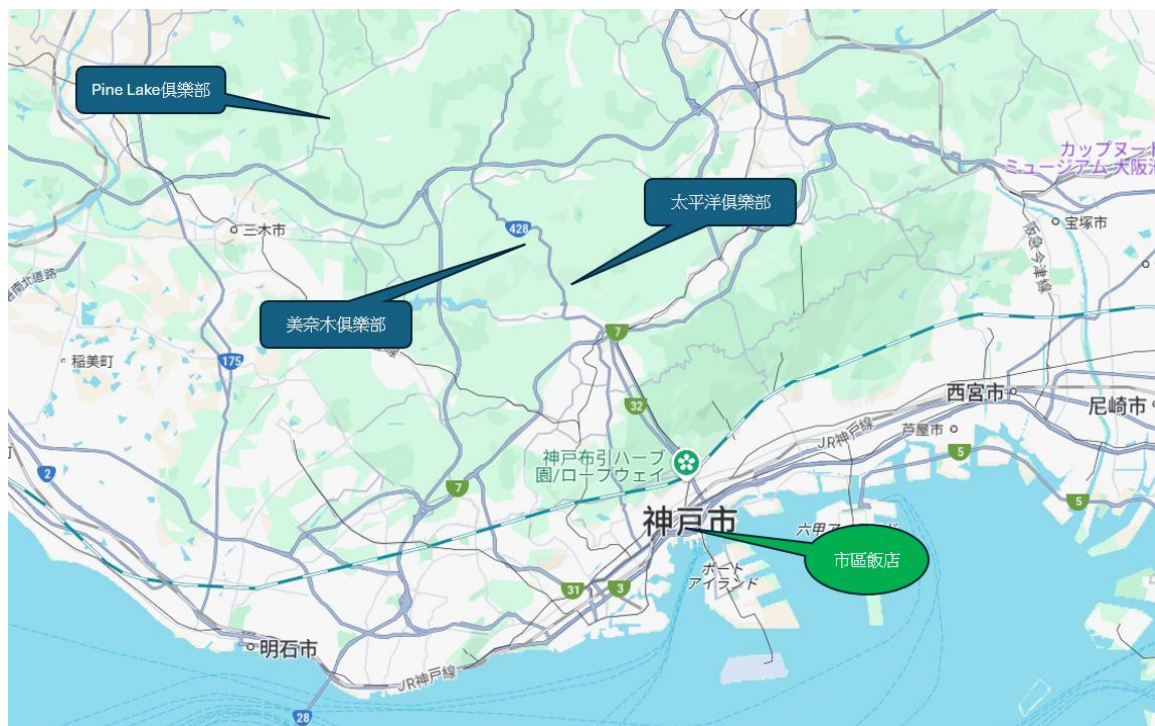 Pine Lake俱樂部
カップヌード
ミュージアム 大阪池
太平洋俱樂部
三木市
428
宝塚市
阪急今津線
美奈木俱樂部
7
稲美町
175
32
西宮市
尼崎市
芦屋市
JR神戸線
神戸布引ハーブ
園/ロープウェイ
2
7
5
5
神戸市
市區飯店
ポート
アイランド
31
3
明石市
JR神戸線
28